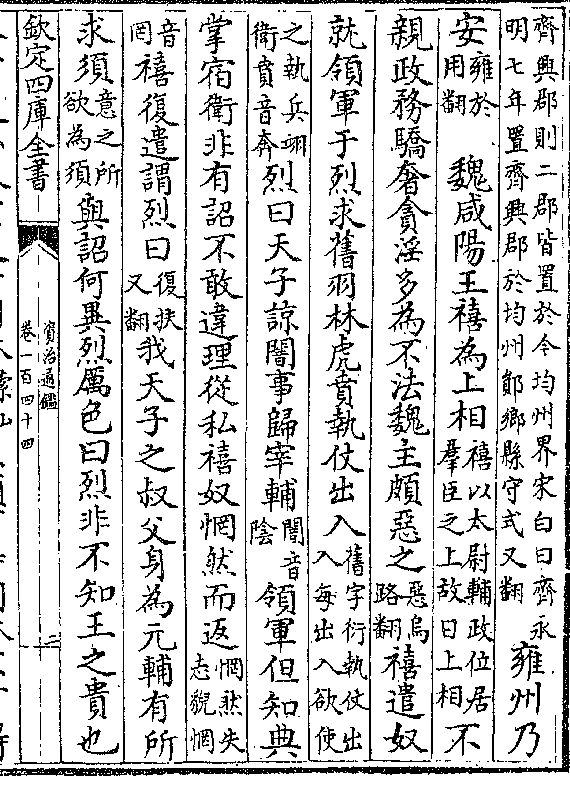 齊興郡則二郡皆置於今均州界宋白曰齊永
明七年置齊興郡於均州鄖鄉縣守式又翻
雍州乃
安雍於用翻 魏咸陽王禧為上相禧以太尉輔政位居羣臣之上故曰上相不
親政務驕奢貪淫多為不法魏主頗惡之惡烏路翻禧遣奴
就領軍于烈求舊羽林虎賁執仗出入舊字衍執仗出入每出入欲使
之執兵翊衛賁音奔烈曰天子諒闇事歸宰輔闇音陰領軍但知典
掌宿衛非有詔不敢違理從私禧奴惘然而返惘然失志貌惘
音罔禧復遣謂烈曰復扶又翻我天子之叔父身為元輔有所
求須意之所欲為須與詔何異烈厲色曰烈非不知王之貴也
欽定四庫全書
資治通鑑
卷一百四十四